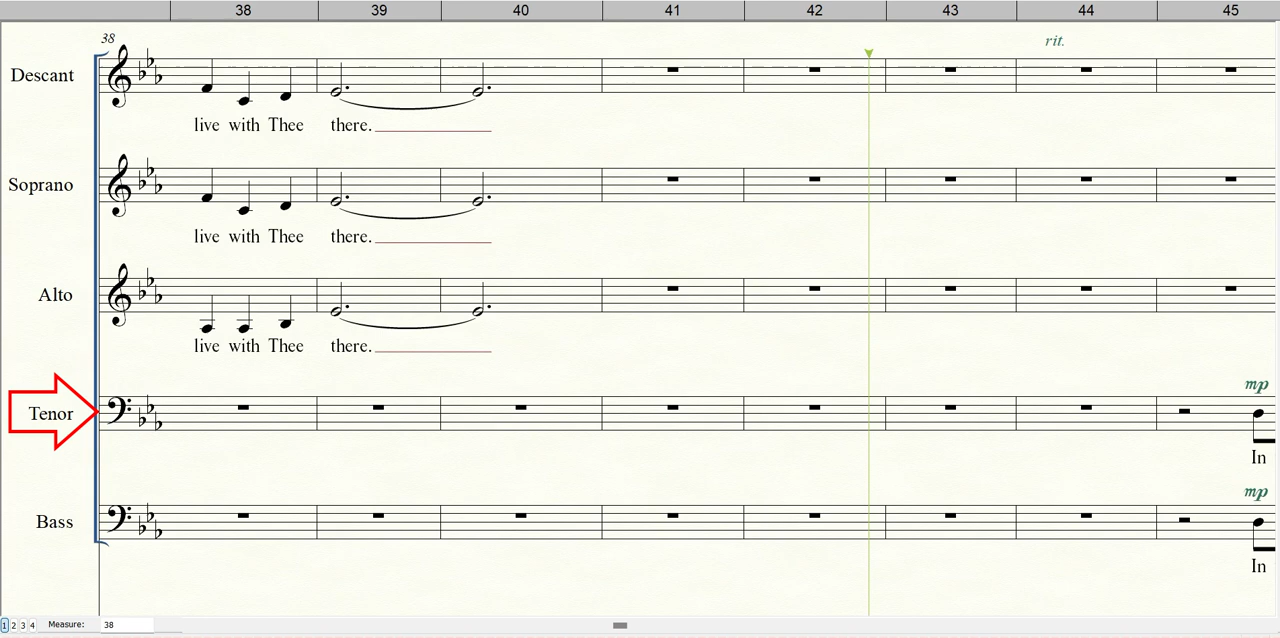 38 39 40 41 42 43 44 45
38
rit.
Descant
live with Thee there.
Soprano
live with Thee there.
Alto
live with Thee there.
mp
Tenor
In
mp
Bass
In
1 2 3 4 Measure: 38